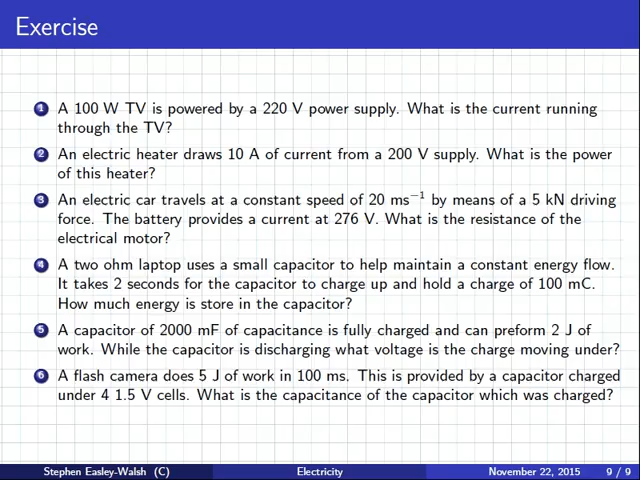 Exercise
1 A 100 W TV is powered by a 220 V power supply. What is the current running
through the TV?
2 An electric heater draws 10 A of current from a 200 V supply. What is the power
of this heater?
3 An electric car travels at a constant speed of 20 ms⁻¹ by means of a 5 kN driving
force. The battery provides a current at 276 V. What is the resistance of the
electrical motor?
4 A two ohm laptop uses a small capacitor to help maintain a constant energy flow.
It takes 2 seconds for the capacitor to charge up and hold a charge of 100 mC.
How much energy is store in the capacitor?
5 A capacitor of 2000 mF of capacitance is fully charged and can preform 2 J of
work. While the capacitor is discharging what voltage is the charge moving under?
6 A flash camera does 5 J of work in 100 ms. This is provided by a capacitor charged
under 4 1.5 V cells. What is the capacitance of the capacitor which was charged?
Stephen Easley-Walsh (C) Electricity November 22, 2015 9 / 9